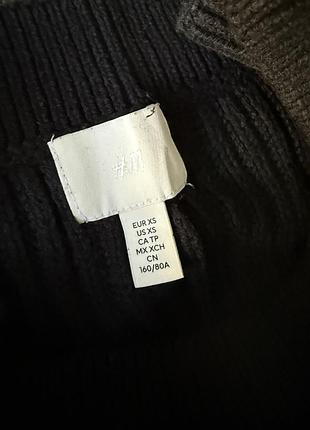 H&M
EUR XS
US XS
CA TP
MX XCH
CN
160/80A